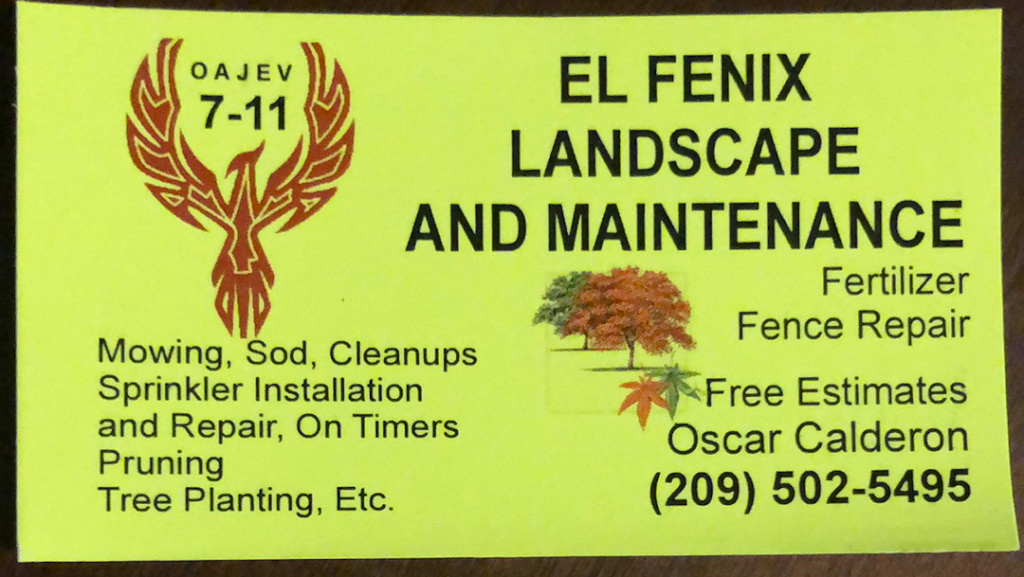 OAJEV
7-11
EL FENIX
LANDSCAPE
AND MAINTENANCE
Fertilizer
Fence Repair
Mowing, Sod, Cleanups
Sprinkler Installation
and Repair, On Timers
Pruning
Tree Planting, Etc.
Free Estimates
Oscar Calderon
(209) 502-5495